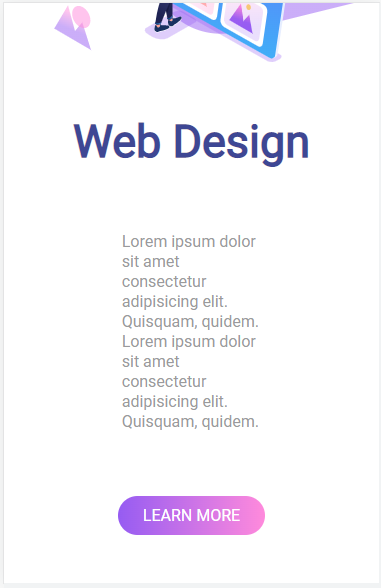 Web Design
Lorem ipsum dolor
sit amet
consectetur
adipisicing elit.
Quisquam, quidem.
Lorem ipsum dolor
sit amet
consectetur
adipisicing elit.
Quisquam, quidem.
LEARN MORE